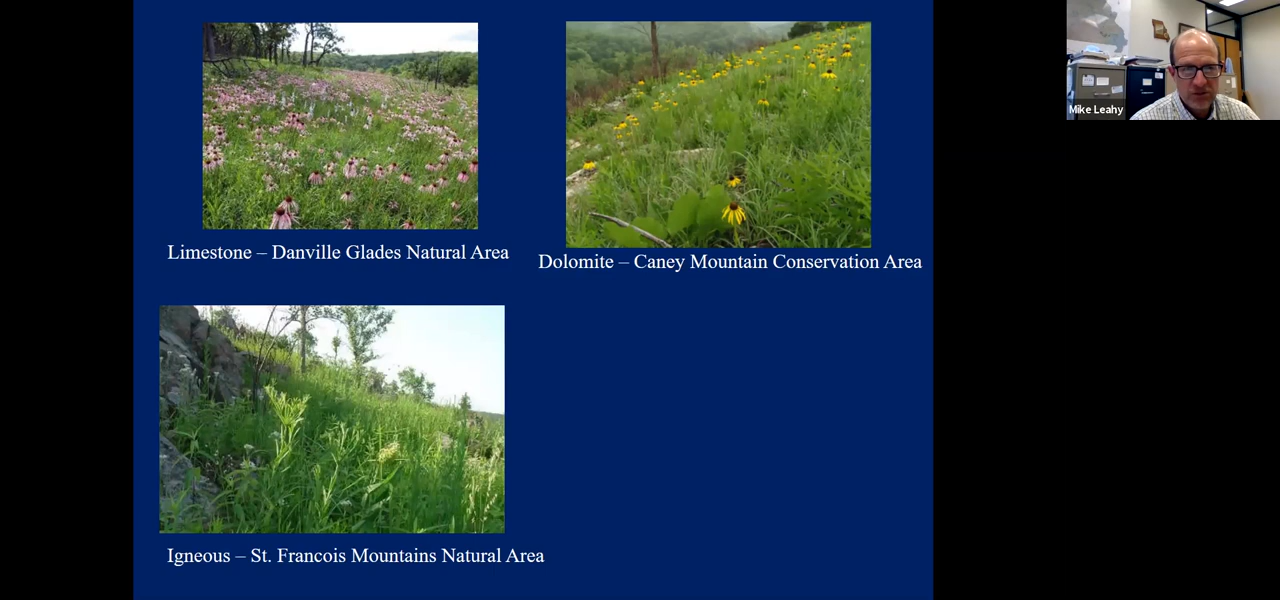 Limestone – Danville Glades Natural Area
Dolomite – Caney Mountain Conservation Area
Igneous – St. Francois Mountains Natural Area
Mike Leahy